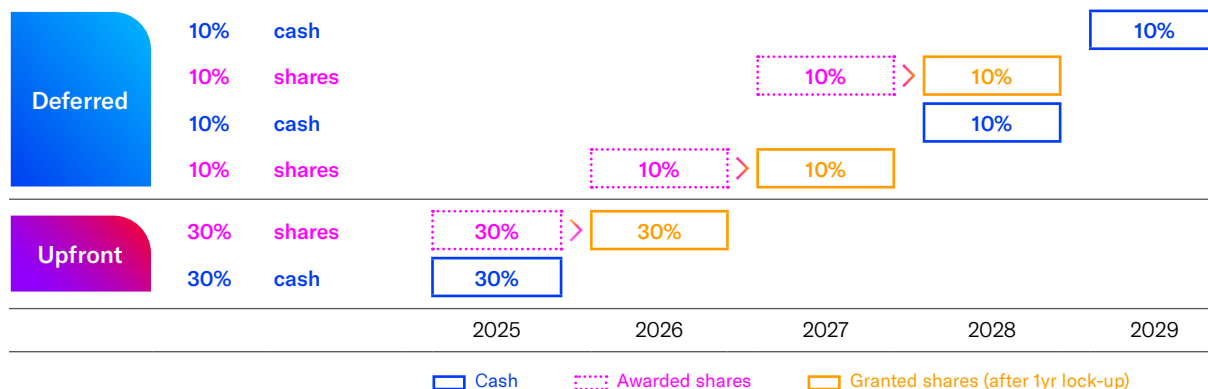 10% cash 10%
10% shares 10% 10%
Deferred
10% cash 10%
10% shares 10% 10%
30% shares 30% 30%
Upfront
30% cash 30%
2025 2026 2027 2028 2029
Cash Awarded shares Granted shares (after 1yr lock-up)